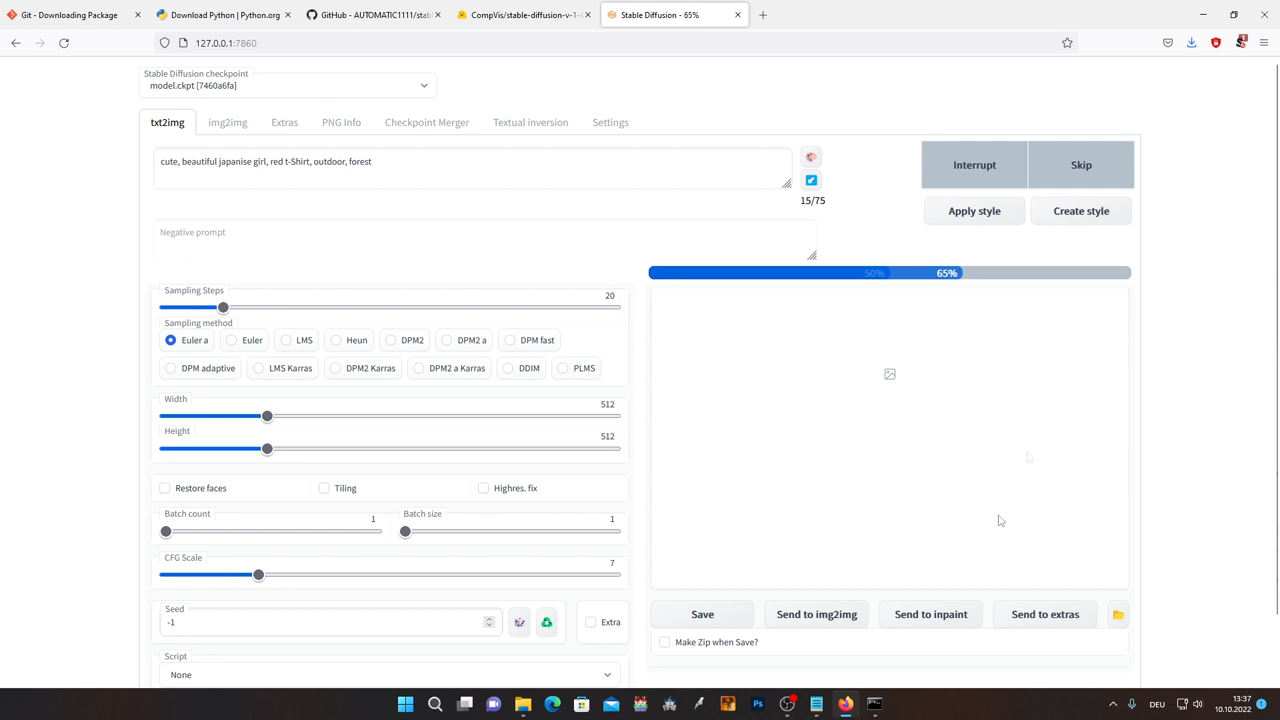 Git - Downloading Package
Download Python | Python.org
GitHub - AUTOMATIC1111/stab
CompVis/stable-diffusion-v-1-4
Stable Diffusion - 65%
127.0.0.1:7860
Stable Diffusion checkpoint
model.ckpt [7460a6fa]
txt2img
img2img
Extras
PNG Info
Checkpoint Merger
Textual inversion
Settings
cute, beautiful japanise girl, red t-Shirt, outdoor, forest
15/75
Interrupt
Skip
Apply style
Create style
Negative prompt
50%
65%
Sampling Steps
20
Sampling method
Euler a
Euler
LMS
Heun
DPM2
DPM2 a
DPM fast
DPM adaptive
LMS Karras
DPM2 Karras
DPM2 a Karras
DDIM
PLMS
Width
512
Height
512
Restore faces
Tiling
Highres. fix
Batch count
1
Batch size
1
CFG Scale
7
Seed
-1
Extra
Save
Send to img2img
Send to inpaint
Send to extras
Make Zip when Save?
Script
None
DEU
13:37
10.10.2022